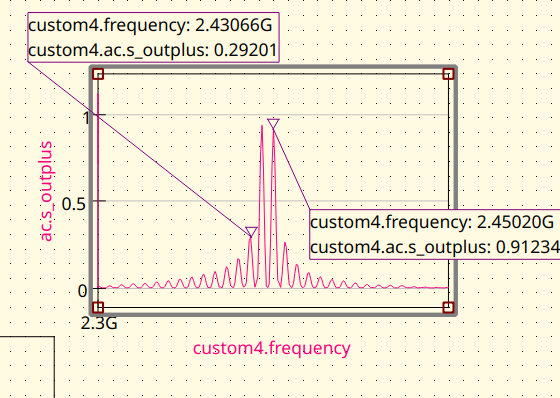 custom4.frequency: 2.43066G
custom4.ac.s_outplus: 0.29201
1
0.5
0
ac.s_outplus
custom4.frequency: 2.45020G
custom4.ac.s_outplus: 0.91234
2.3G
custom4.frequency